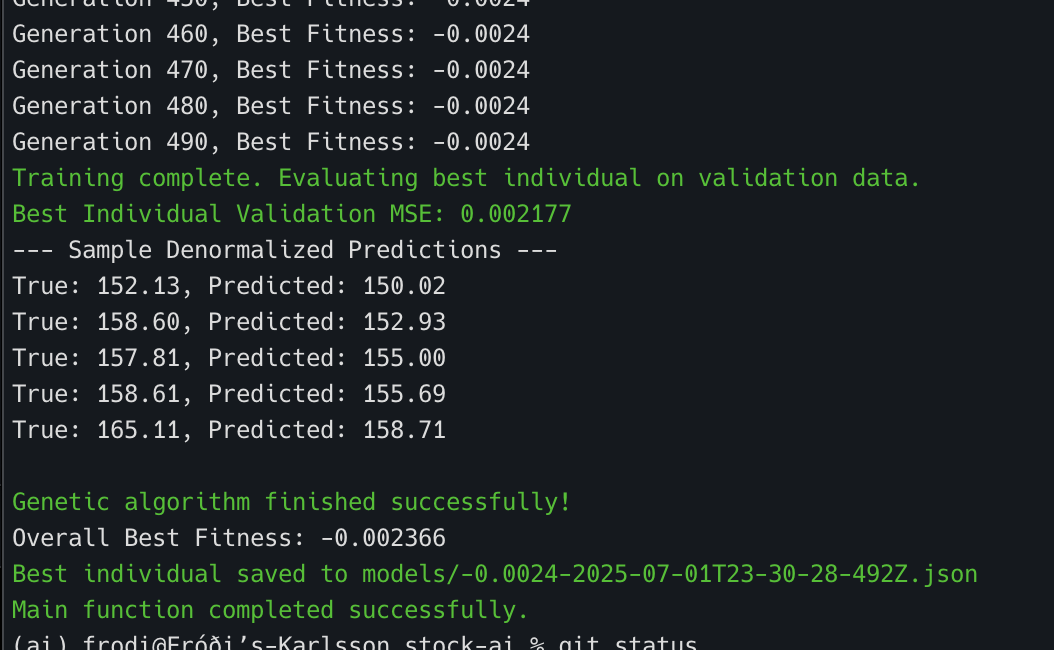 Generation 450, Best Fitness: -0.0024
Generation 460, Best Fitness: -0.0024
Generation 470, Best Fitness: -0.0024
Generation 480, Best Fitness: -0.0024
Generation 490, Best Fitness: -0.0024
Training complete. Evaluating best individual on validation data.
Best Individual Validation MSE: 0.002177
--- Sample Denormalized Predictions ---
True: 152.13, Predicted: 150.02
True: 158.60, Predicted: 152.93
True: 157.81, Predicted: 155.00
True: 158.61, Predicted: 155.69
True: 165.11, Predicted: 158.71
Genetic algorithm finished successfully!
Overall Best Fitness: -0.002366
Best individual saved to models/-0.0024-2025-07-01T23-30-28-492Z.json
Main function completed successfully.
(ai) frodi@Fróði’s-Karlsson stock-ai % git status